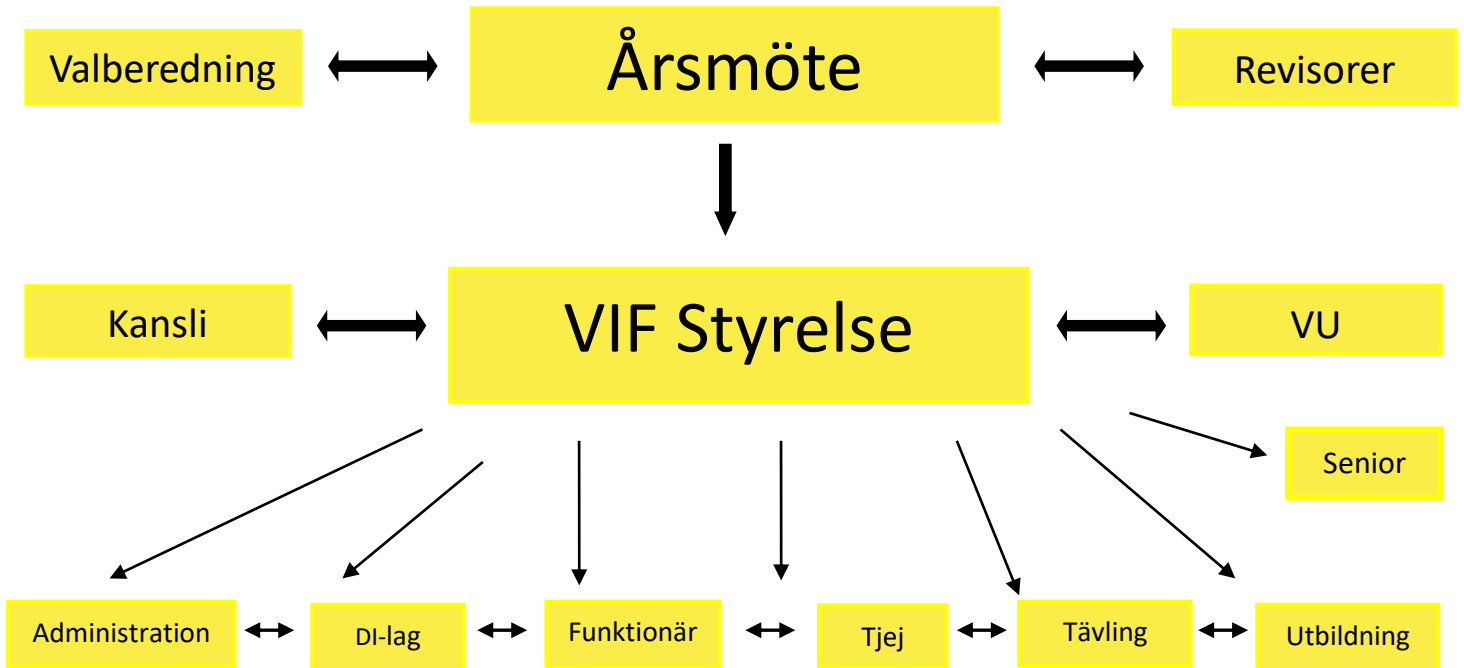 Valberedning
Årsmöte
Revisorer
Kansli
VIF Styrelse
VU
Senior
Administration
DI-lag
Funktionär
Tjej
Tävling
Utbildning